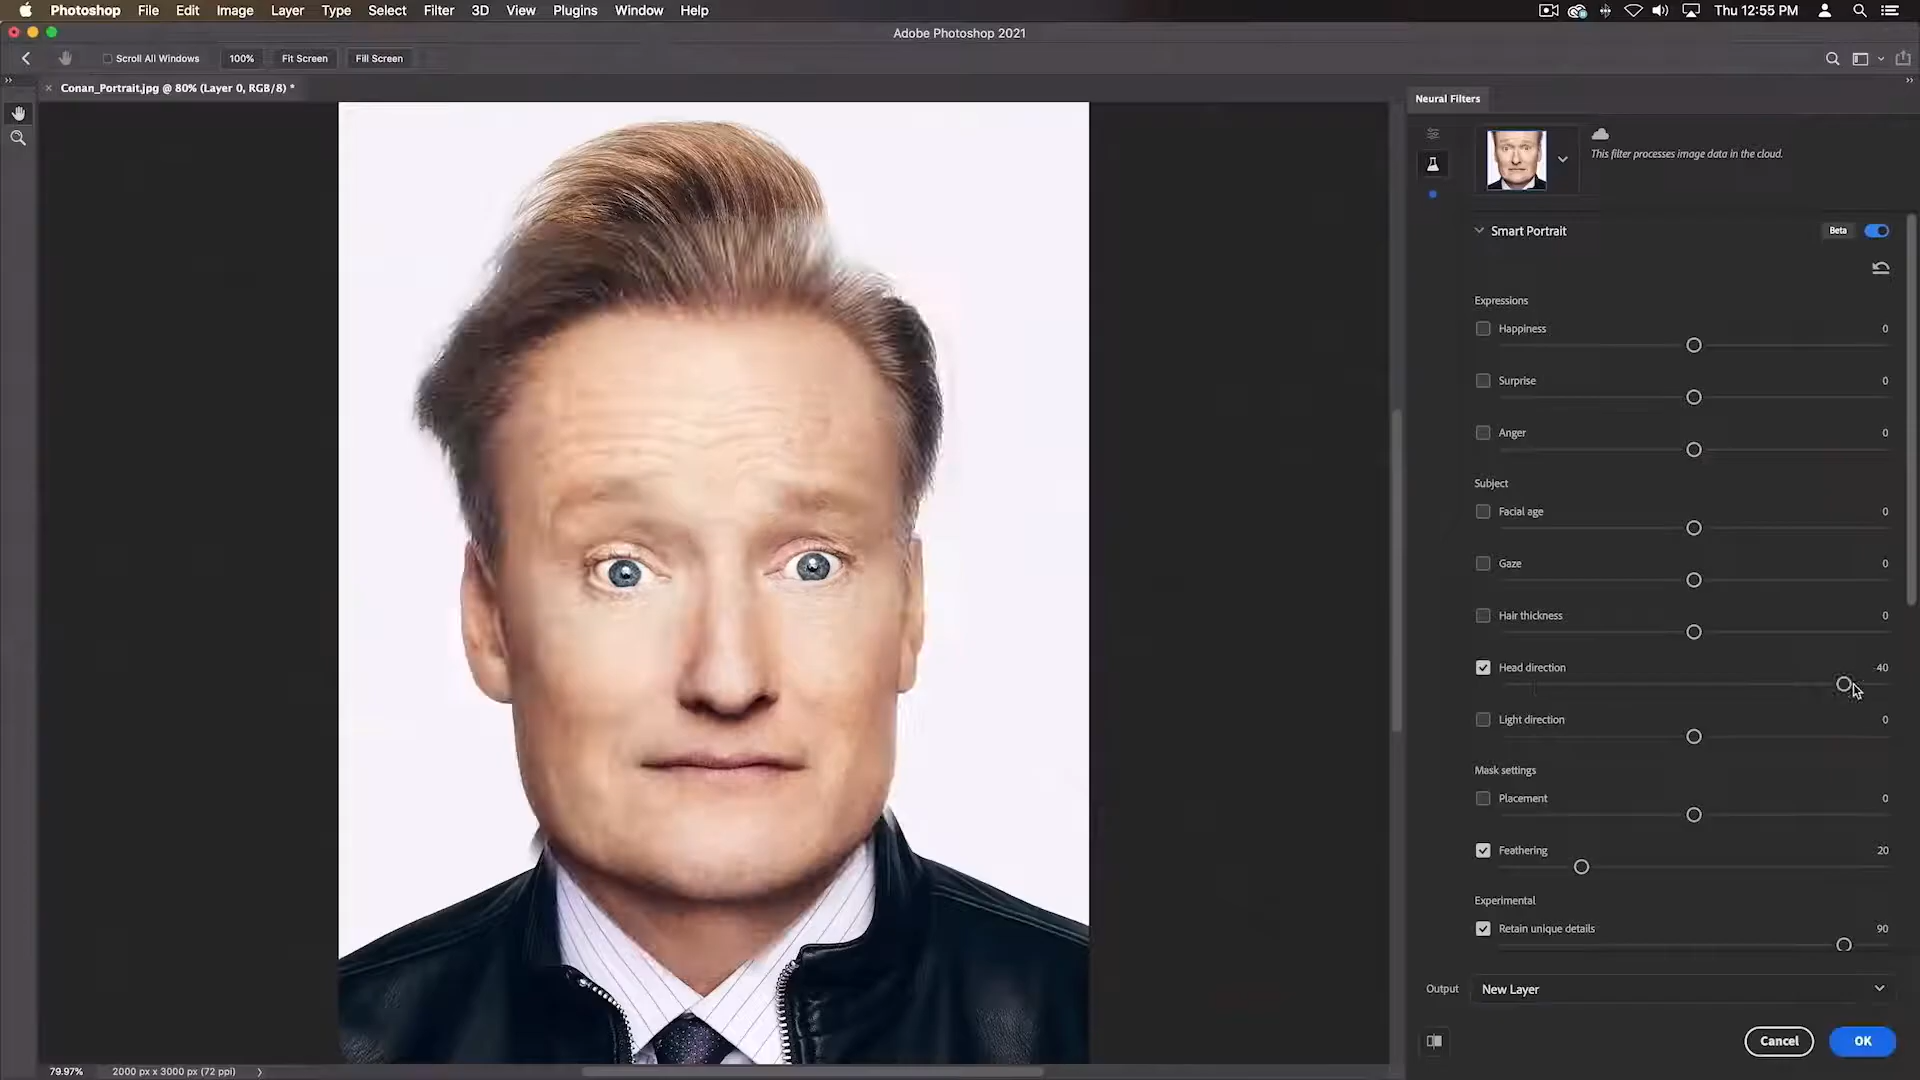 Photoshop File Edit Image Layer Type Select Filter 3D View Plugins Window Help Thu 12:55 PM
Adobe Photoshop 2021
Scroll All Windows 100% Fit Screen Fill Screen
Conan_Portrait.jpg @ 80% (Layer 0, RGB/8) *
Neural Filters
This filter processes image data in the cloud.
Smart Portrait Beta
Expressions
Happiness 0
Surprise 0
Anger 0
Subject
Facial age 0
Gaze 0
Hair thickness 0
Head direction -40
Light direction 0
Mask settings
Placement 0
Feathering 20
Experimental
Retain unique details 90
Output New Layer
Cancel OK
79.97% 2000 px x 3000 px (72 ppi)